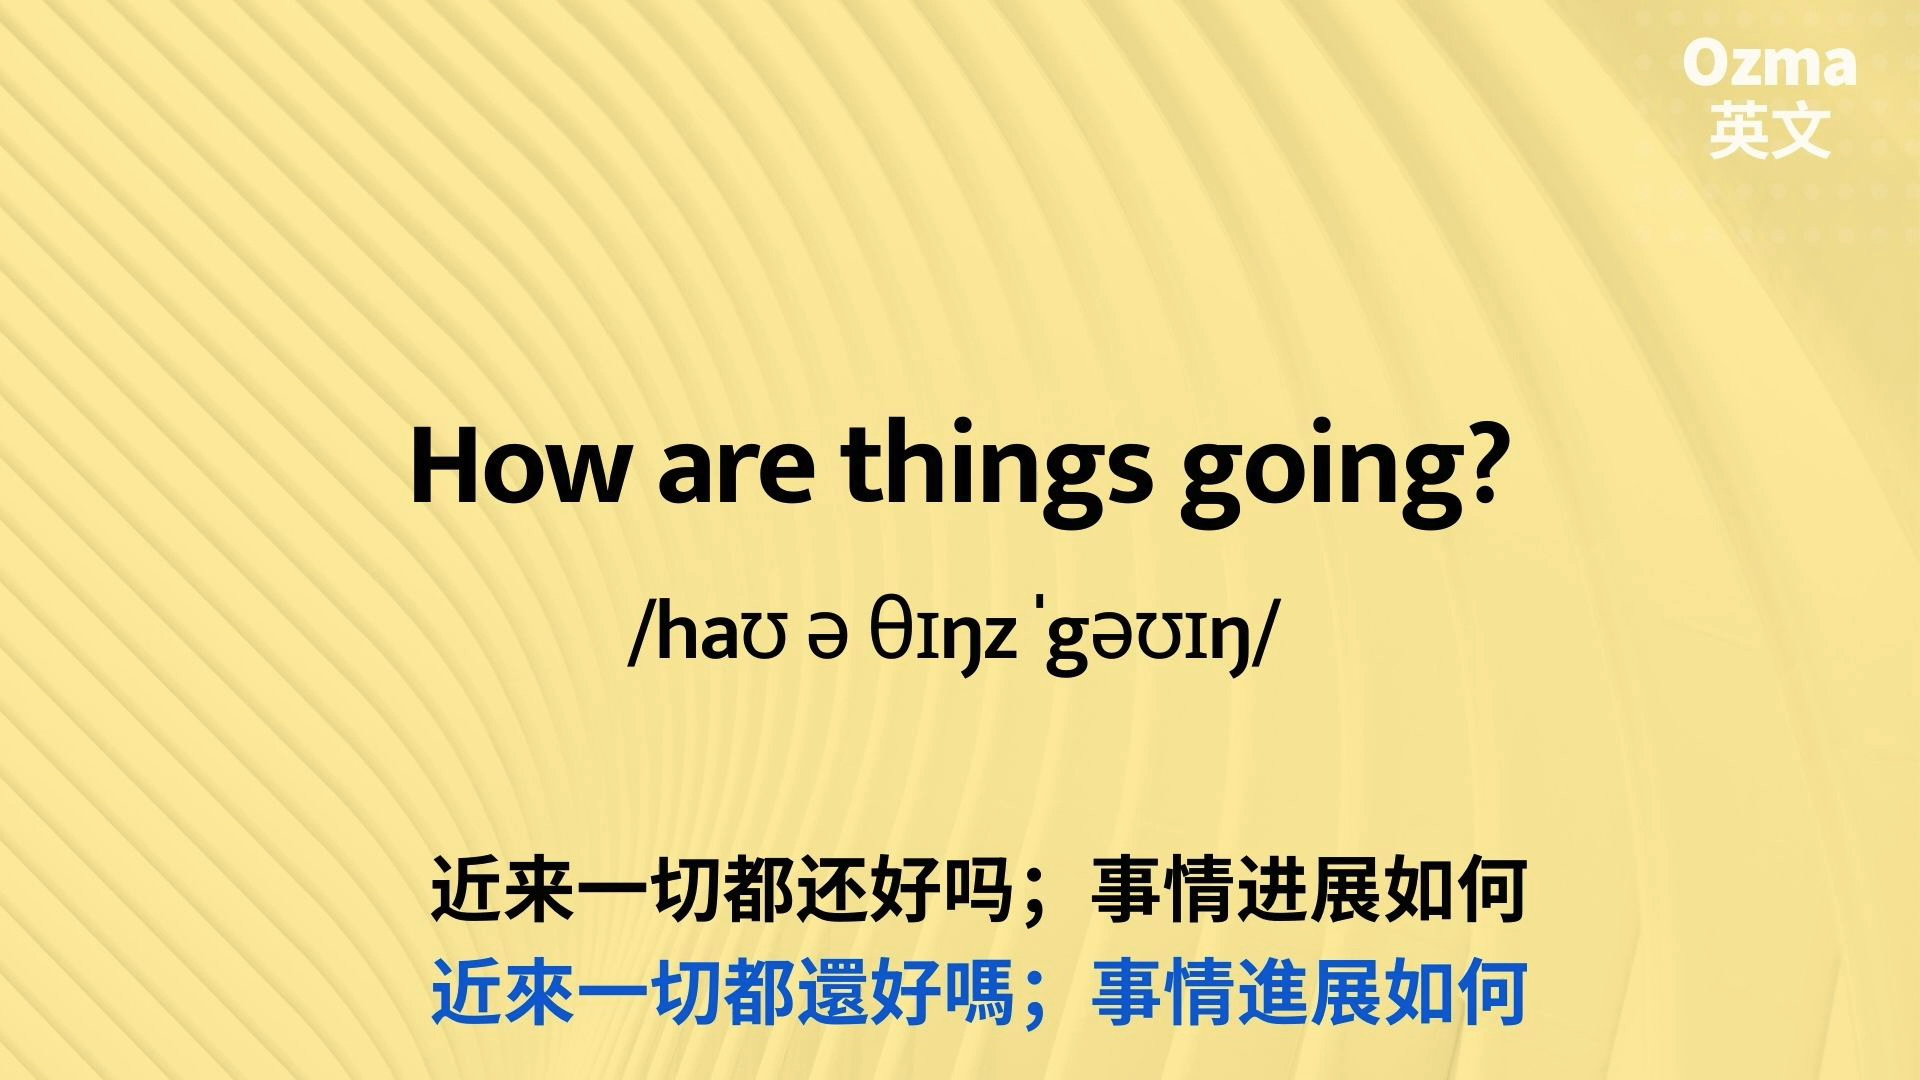 Ozma
英文
How are things going?
/haʊ ə θɪŋz ˈgəʊɪŋ/
近来一切都还好吗；事情进展如何
近來一切都還好嗎；事情進展如何